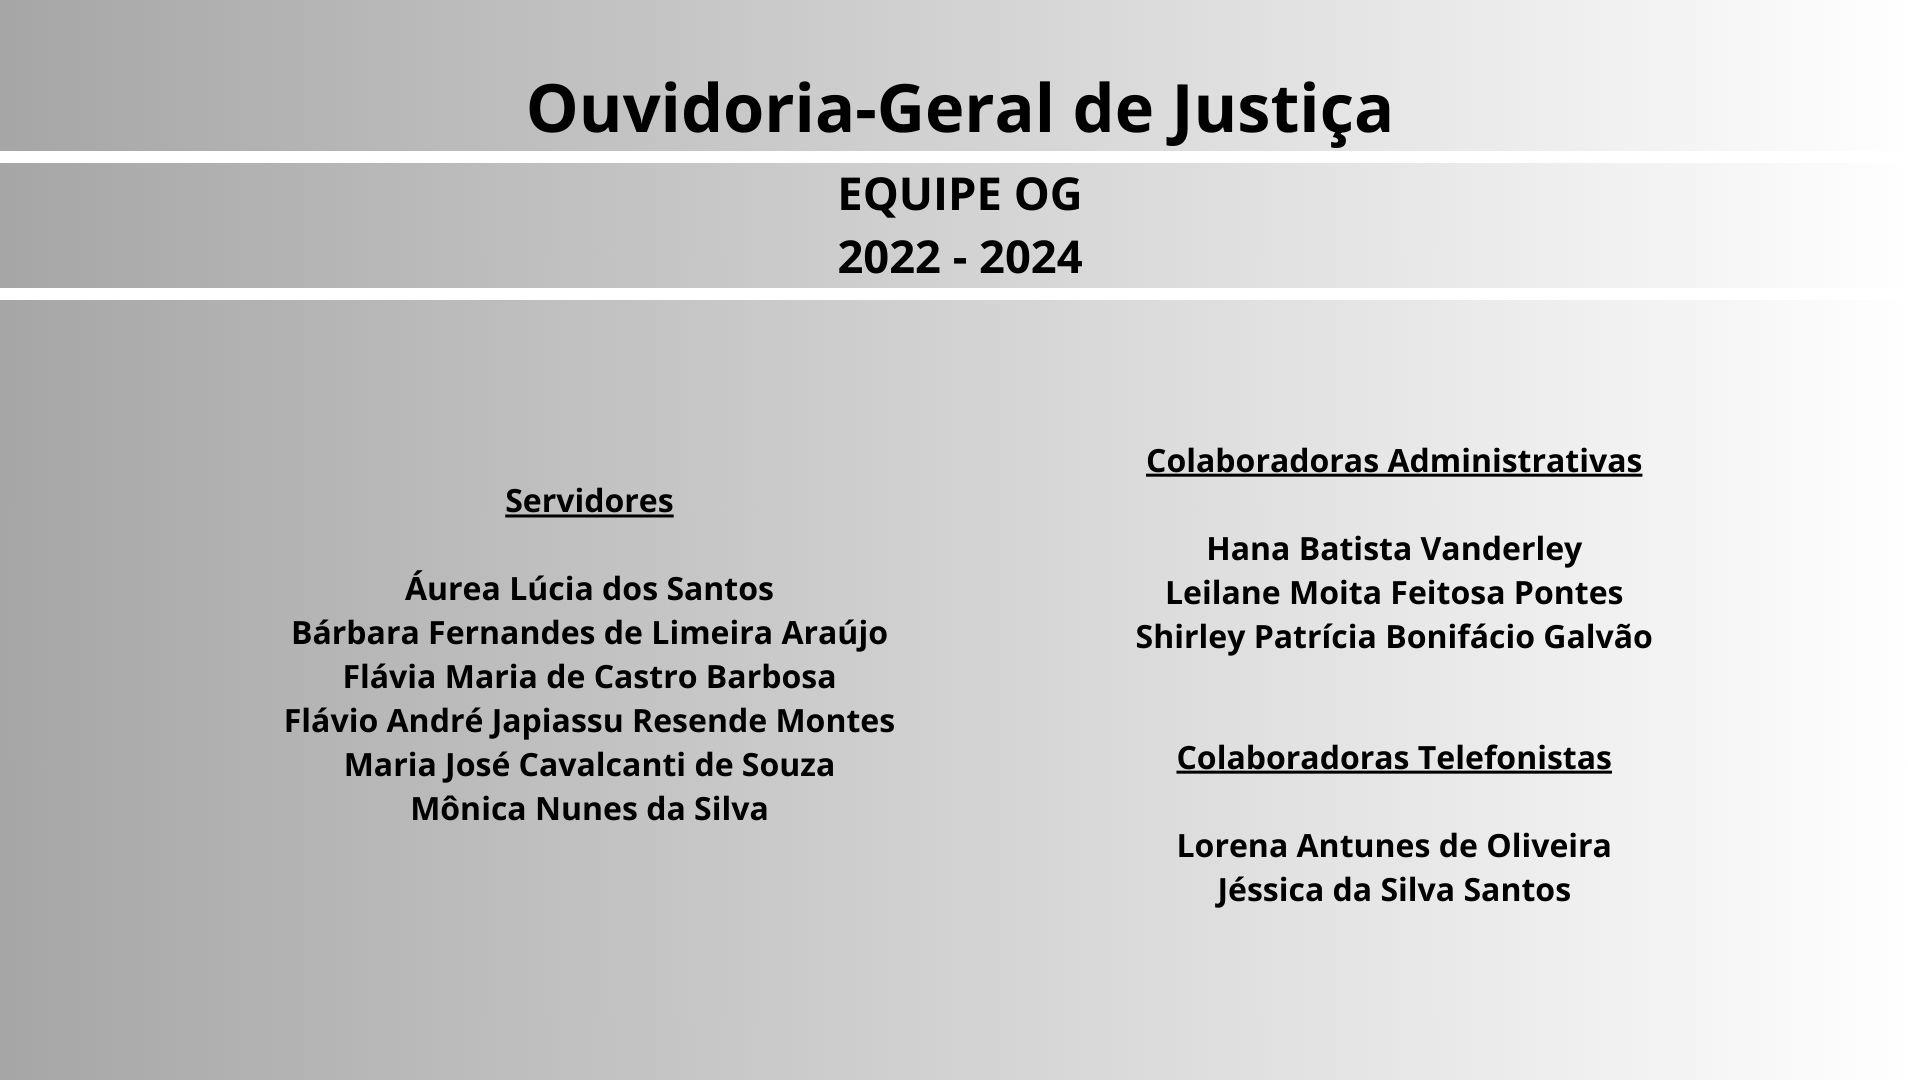 Ouvidoria-Geral de Justiça
EQUIPE OG
2022 - 2024
Servidores
Áurea Lúcia dos Santos
Bárbara Fernandes de Limeira Araújo
Flávia Maria de Castro Barbosa
Flávio André Japiassu Resende Montes
Maria José Cavalcanti de Souza
Mônica Nunes da Silva
Colaboradoras Administrativas
Hana Batista Vanderley
Leilane Moita Feitosa Pontes
Shirley Patrícia Bonifácio Galvão
Colaboradoras Telefonistas
Lorena Antunes de Oliveira
Jéssica da Silva Santos